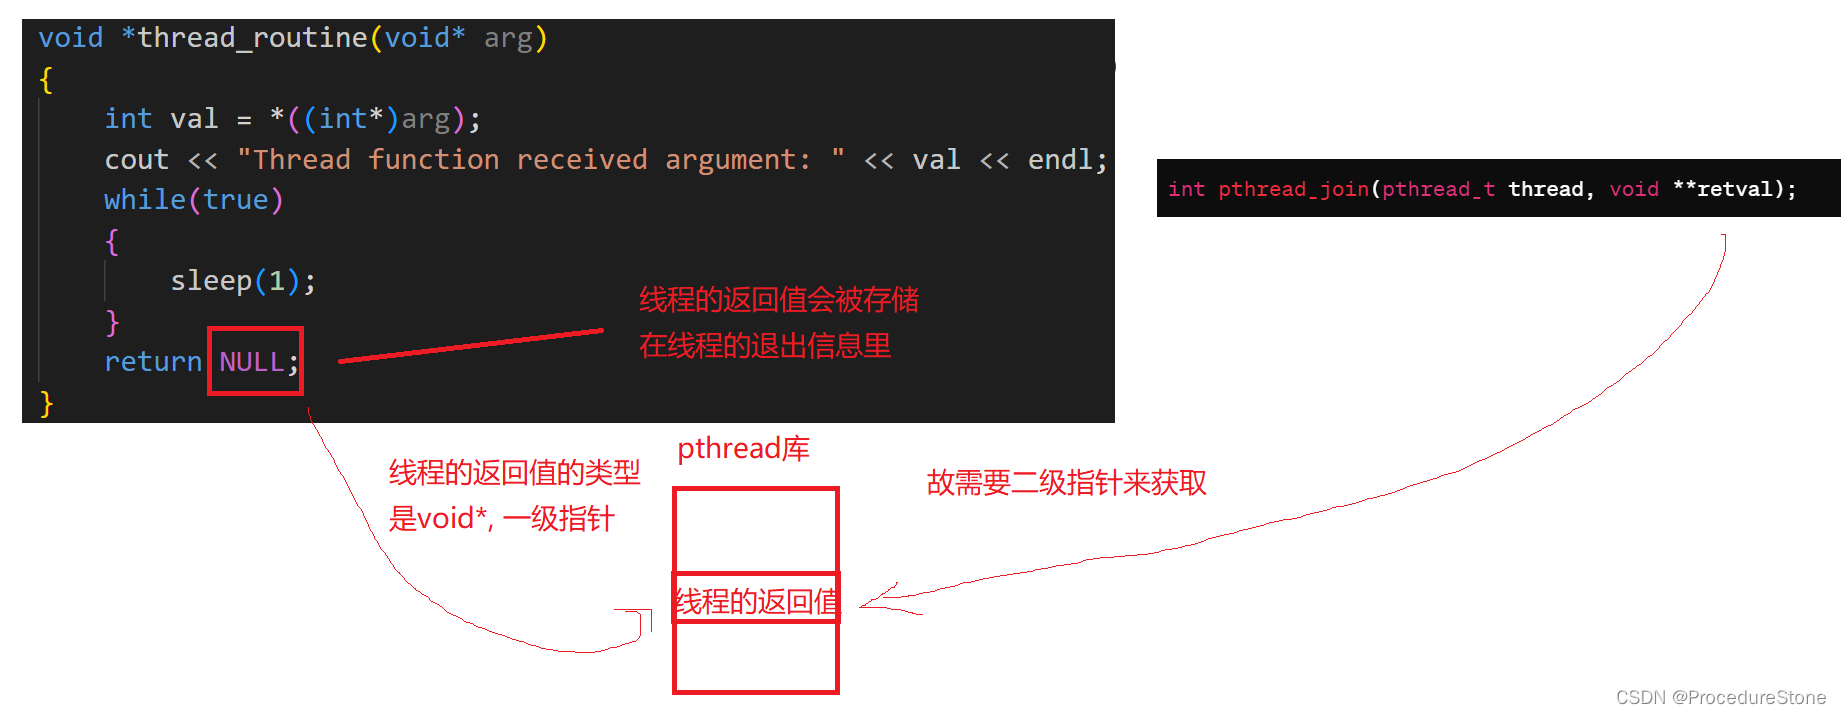 void *thread_routine(void* arg)
{
int val = *((int*)arg);
cout << "Thread function received argument: " << val << endl;
while(true)
{
sleep(1);
}
return NULL;
}
线程的返回值会被存储
在线程的退出信息里
int pthread_join(pthread_t thread, void **retval);
线程的返回值的类型
是void*, 一级指针
pthread库
线程的返回值
故需要二级指针来获取
CSDN @ProcedureStone